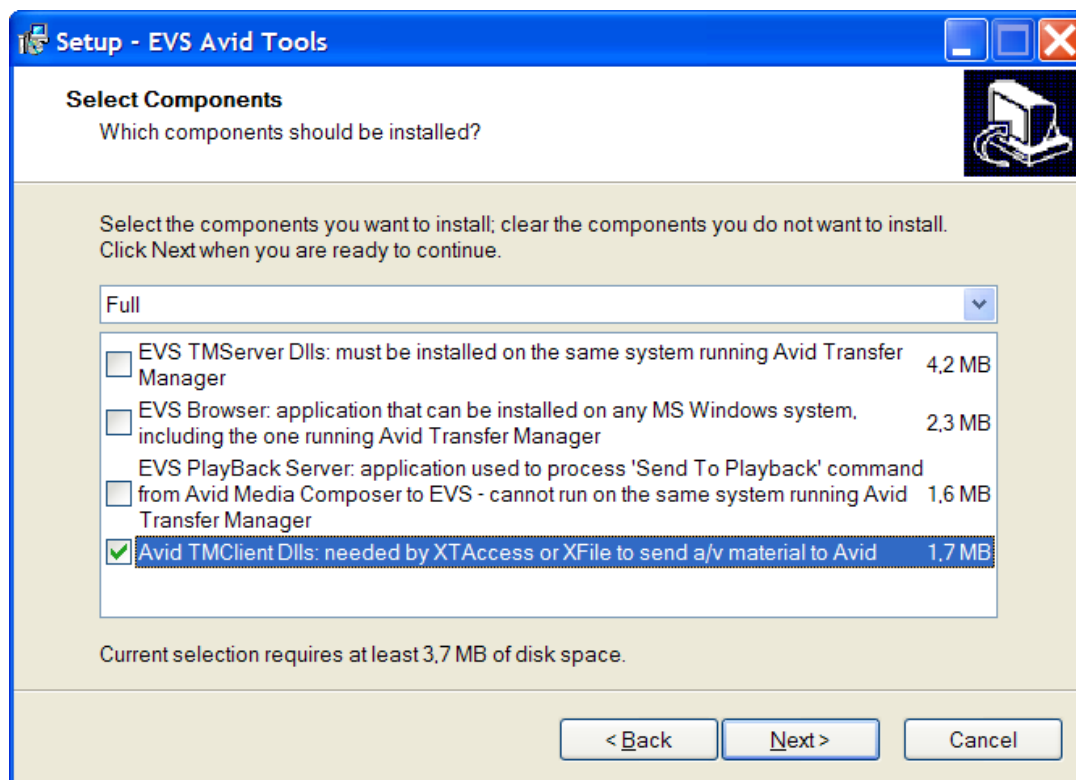 Setup - EVS Avid Tools
Select Components
Which components should be installed?
Select the components you want to install; clear the components you do not want to install.
Click Next when you are ready to continue.
Full
EVS TMServer Dlls: must be installed on the same system running Avid Transfer
Manager
4,2 MB
EVS Browser: application that can be installed on any MS Windows system,
including the one running Avid Transfer Manager
2,3 MB
EVS PlayBack Server: application used to process 'Send To Playback' command
from Avid Media Composer to EVS - cannot run on the same system running Avid
Transfer Manager
1,6 MB
Avid TMClient Dlls: needed by XTAccess or XFile to send a/v material to Avid
1,7 MB
Current selection requires at least 3,7 MB of disk space.
< Back
Next >
Cancel